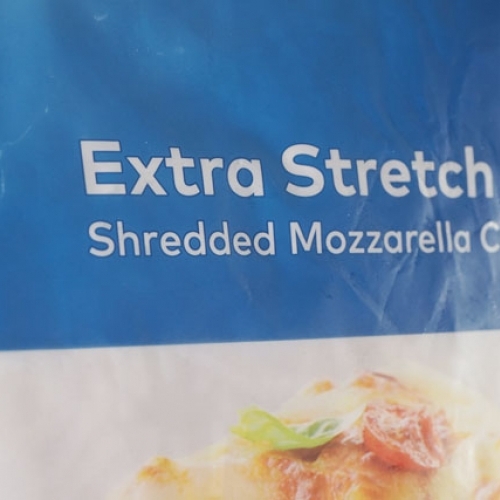 Extra Stretch
Shredded Mozzarella C